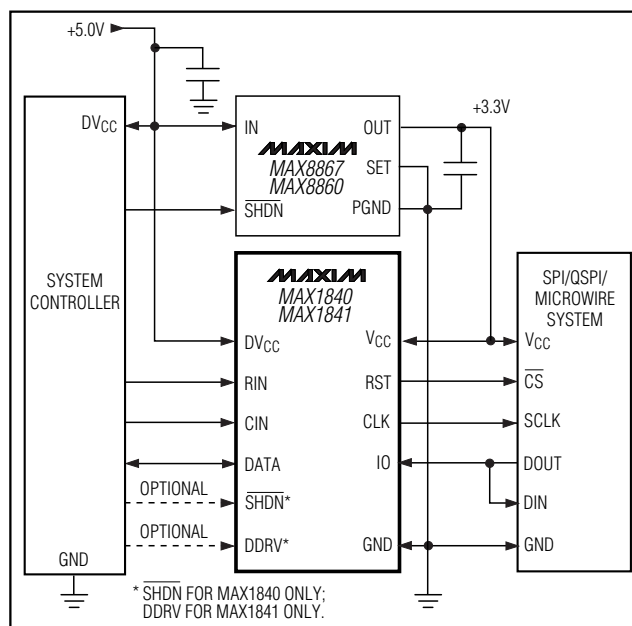 +5.0V
DVCC
IN
OUT
+3.3V
MAXIM
MAX8867
MAX8860
SET
SHDN
PGND
SYSTEM
CONTROLLER
MAXIM
MAX1840
MAX1841
SPI/QSPI/
MICROWIRE
SYSTEM
DVCC
VCC
VCC
RIN
RST
CS
CIN
CLK
SCLK
DATA
IO
DOUT
OPTIONAL
SHDN*
DIN
OPTIONAL
DDRV*
GND
GND
GND
* SHDN FOR MAX1840 ONLY;
DDRV FOR MAX1841 ONLY.